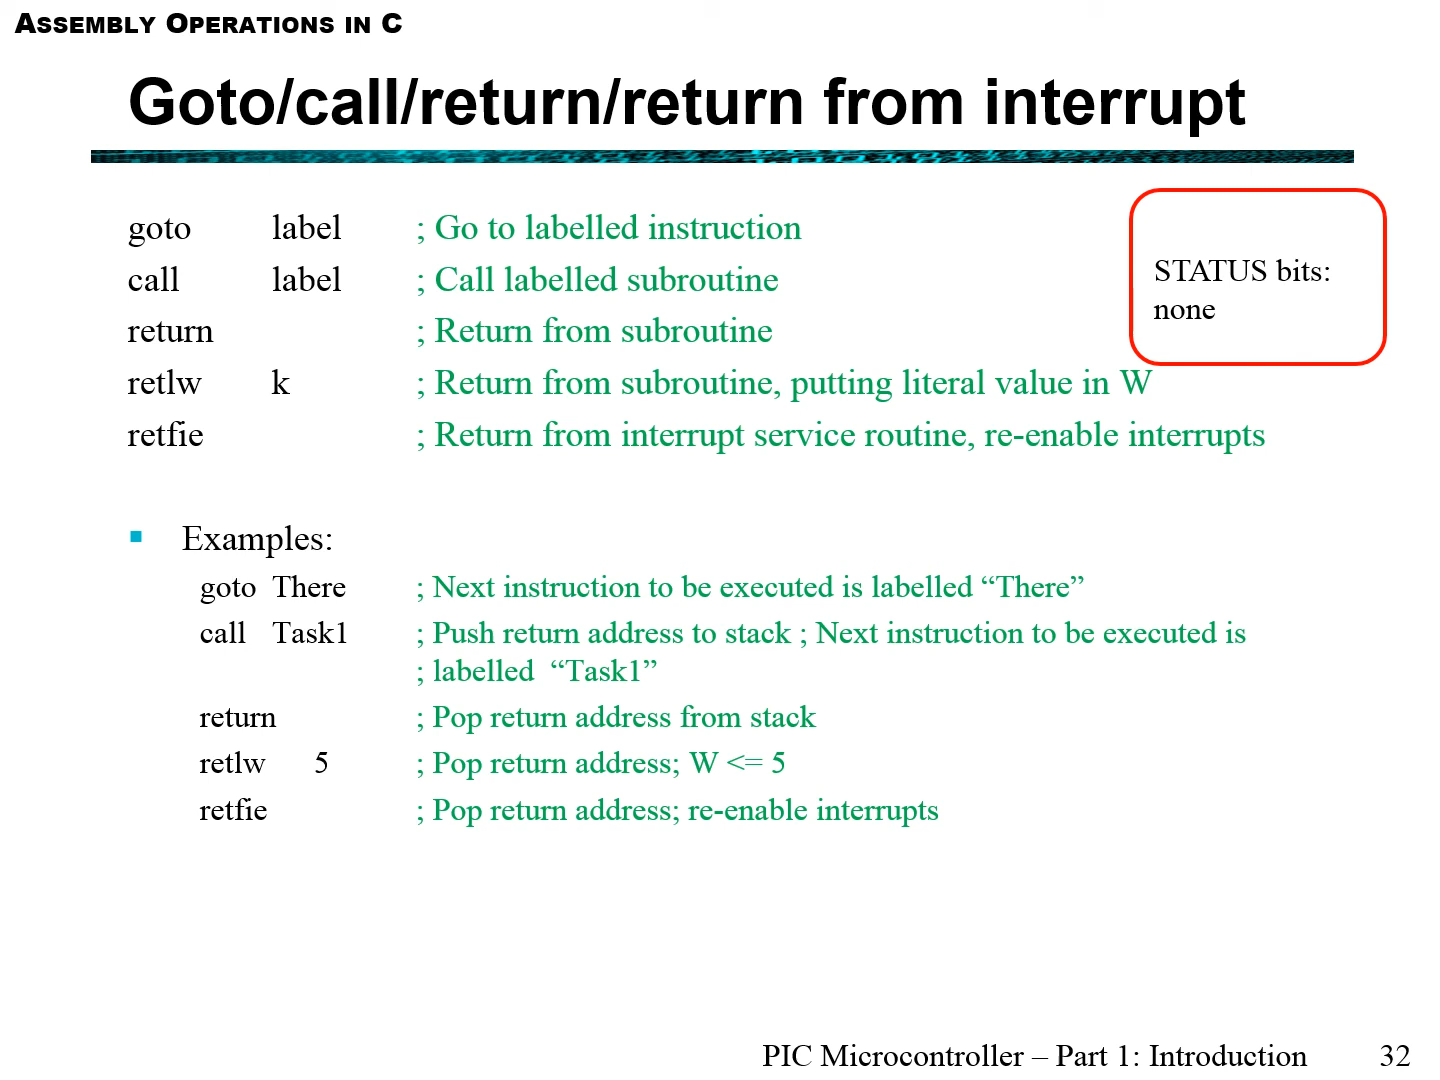 ASSEMBLY OPERATIONS IN C
Goto/call/return/return from interrupt
goto label ; Go to labelled instruction
call label ; Call labelled subroutine
return ; Return from subroutine
retlw k ; Return from subroutine, putting literal value in W
retfie ; Return from interrupt service routine, re-enable interrupts
STATUS bits:
none
▪ Examples:
goto There ; Next instruction to be executed is labelled “There”
call Task1 ; Push return address to stack ; Next instruction to be executed is
; labelled “Task1”
return ; Pop return address from stack
retlw 5 ; Pop return address; W <= 5
retfie ; Pop return address; re-enable interrupts
PIC Microcontroller – Part 1: Introduction 32